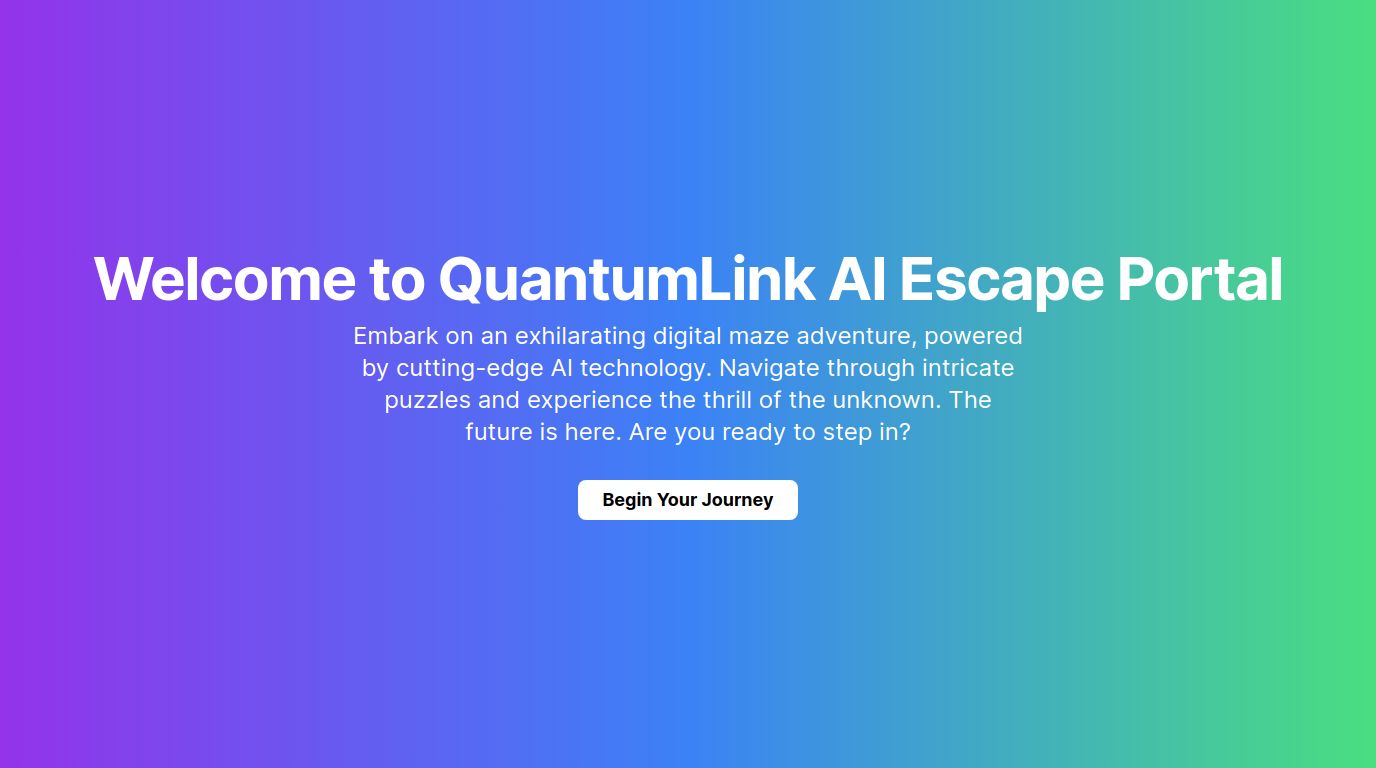 Welcome to QuantumLink AI Escape Portal
Embark on an exhilarating digital maze adventure, powered
by cutting-edge AI technology. Navigate through intricate
puzzles and experience the thrill of the unknown. The
future is here. Are you ready to step in?
Begin Your Journey